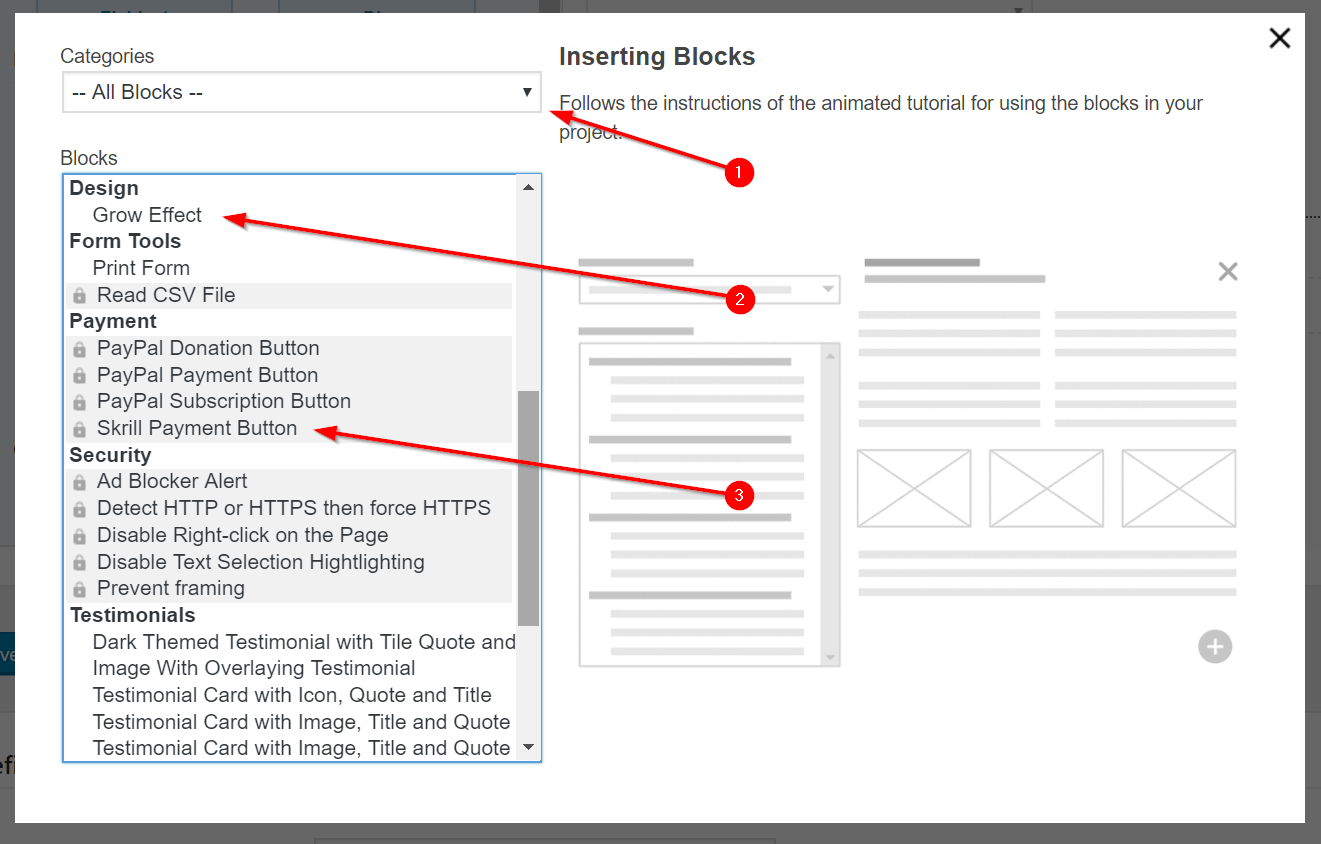 Categories
-- All Blocks --
Blocks
Design
Grow Effect
Form Tools
Print Form
Read CSV File
Payment
PayPal Donation Button
PayPal Payment Button
PayPal Subscription Button
Skrill Payment Button
Security
Ad Blocker Alert
Detect HTTP or HTTPS then force HTTPS
Disable Right-click on the Page
Disable Text Selection Hightlighting
Prevent framing
Testimonials
Dark Themed Testimonial with Tile Quote and
Image With Overlaying Testimonial
Testimonial Card with Icon, Quote and Title
Testimonial Card with Image, Title and Quote
Testimonial Card with Image, Title and Quote
Inserting Blocks
Follows the instructions of the animated tutorial for using the blocks in your
project.
1
2
3